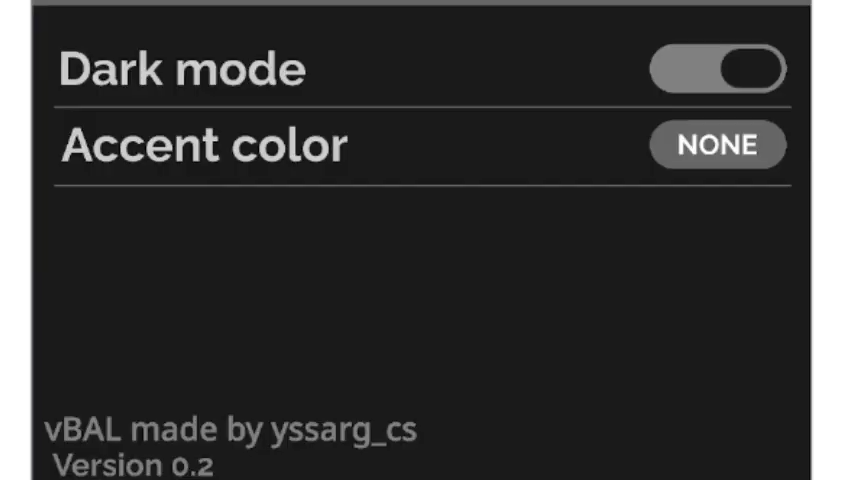 Dark mode
Accent color
NONE
vBAL made by yssarg_cs
Version 0.2